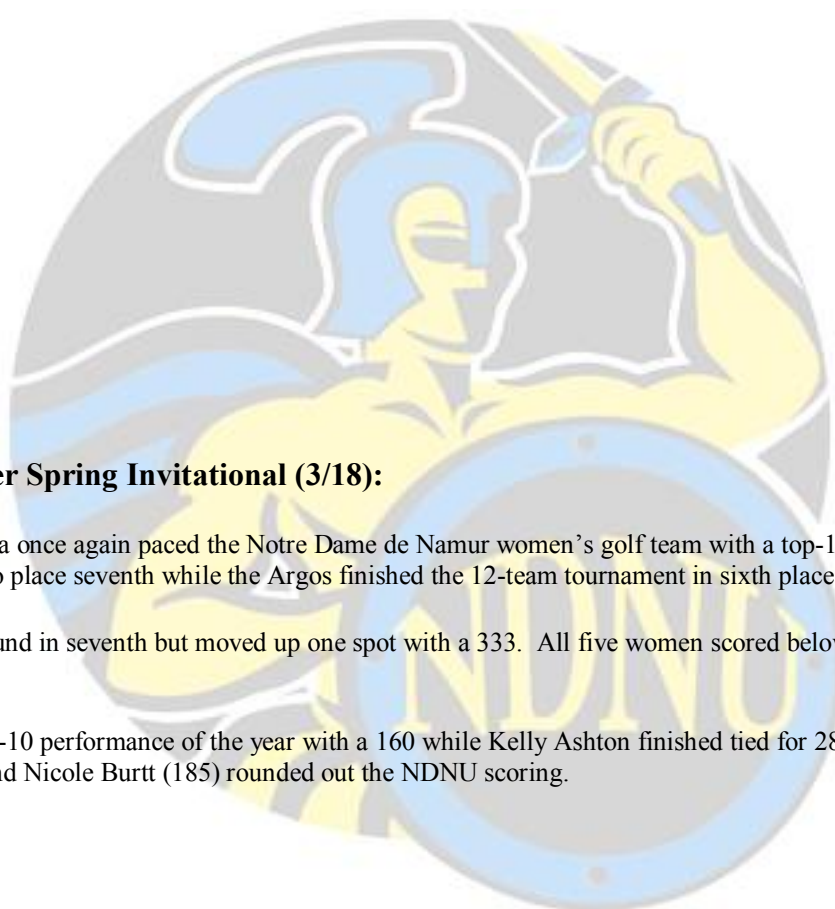 er Spring Invitational (3/18):
a once again paced the Notre Dame de Namur women’s golf team with a top-1
o place seventh while the Argos finished the 12-team tournament in sixth place
und in seventh but moved up one spot with a 333.  All five women scored below
-10 performance of the year with a 160 while Kelly Ashton finished tied for 28
nd Nicole Burtt (185) rounded out the NDNU scoring.
NDNU